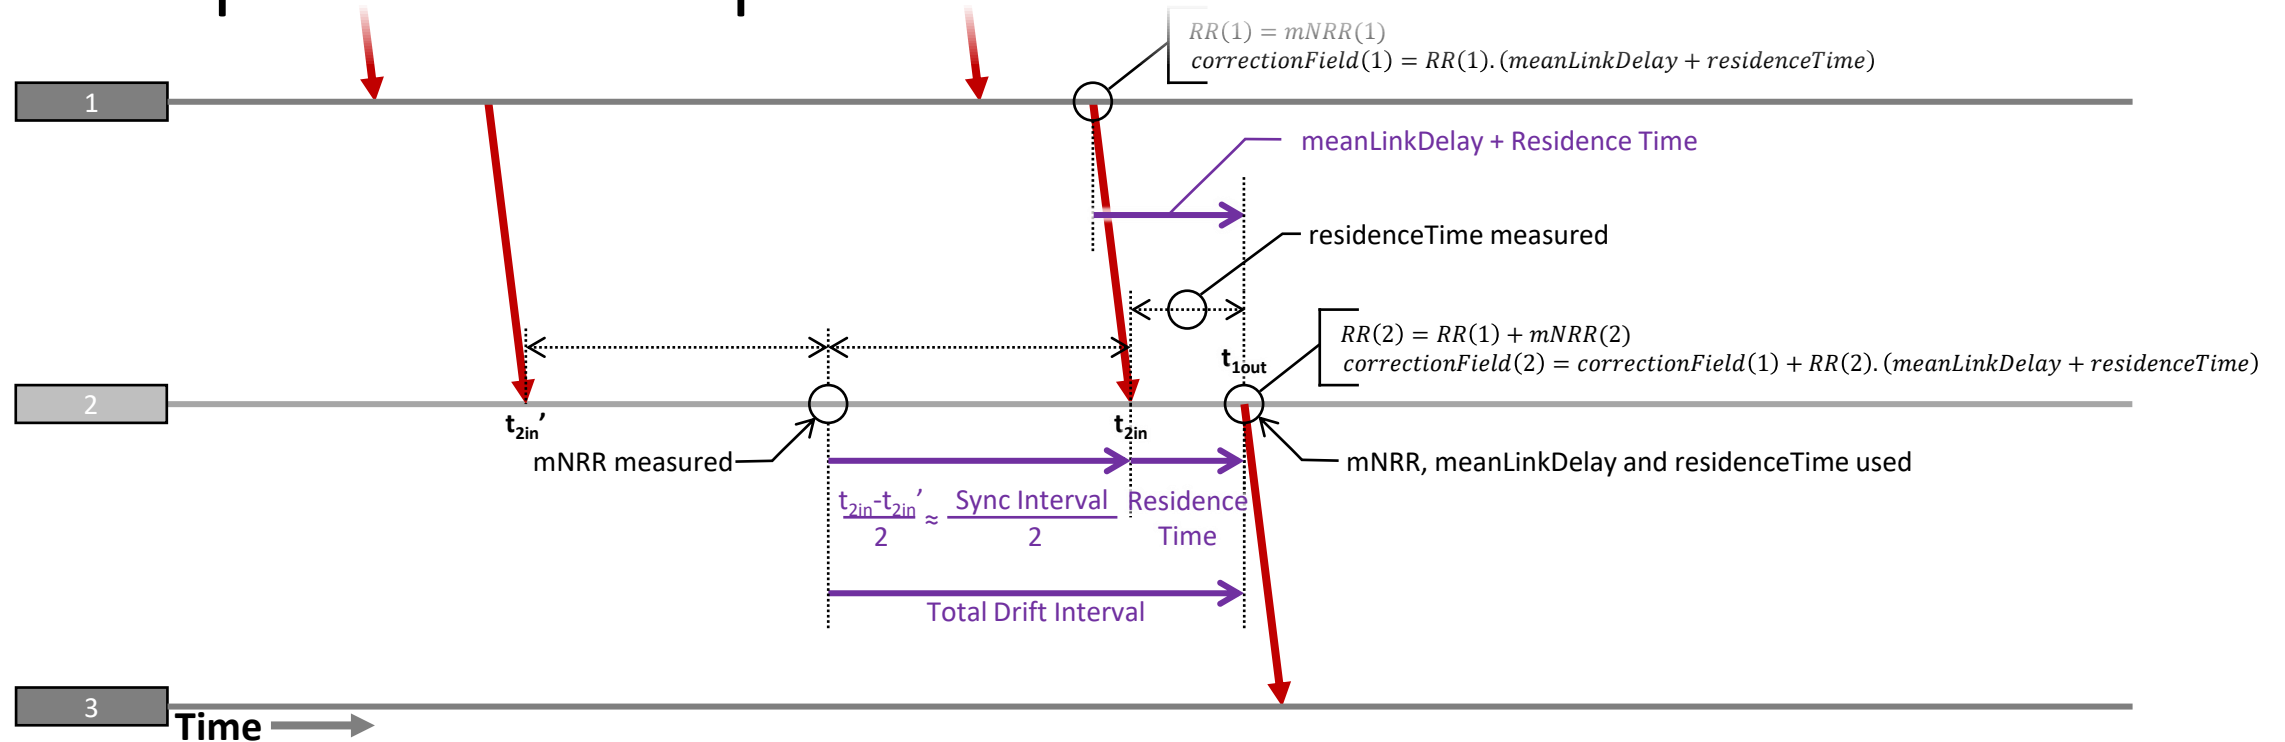 RR(1) = mNRR(1)
correctionField(1) = RR(1).(meanLinkDelay + residenceTime)
1
meanLinkDelay + Residence Time
residenceTime measured
RR(2) = RR(1) + mNRR(2)
correctionField(2) = correctionField(1) + RR(2).(meanLinkDelay + residenceTime)
t1out
2
t2in’
t2in
mNRR measured
mNRR, meanLinkDelay and residenceTime used
t2in-t2in’ ≈ Sync Interval Residence
2 2 Time
Total Drift Interval
3
Time